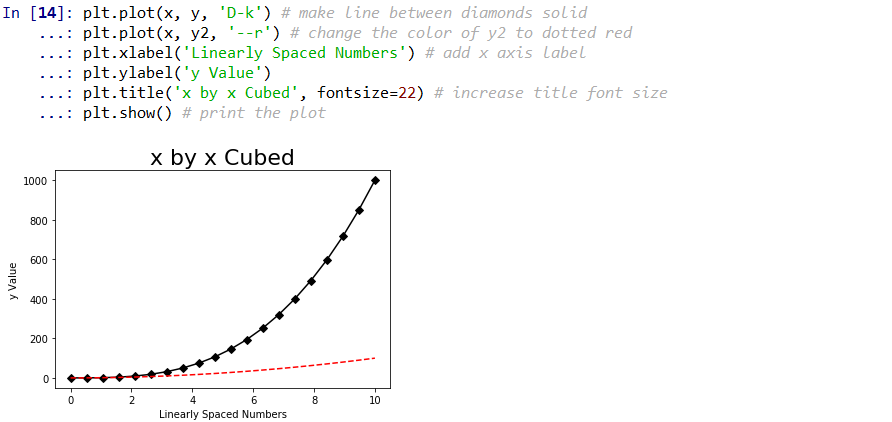 In [14]: plt.plot(x, y, 'D-k') # make line between diamonds solid
...: plt.plot(x, y2, '--r') # change the color of y2 to dotted red
...: plt.xlabel('Linearly Spaced Numbers') # add x axis label
...: plt.ylabel('y Value')
...: plt.title('x by x Cubed', fontsize=22) # increase title font size
...: plt.show() # print the plot
x by x Cubed
1000
800
600
400
200
0
y Value
0 2 4 6 8 10
Linearly Spaced Numbers